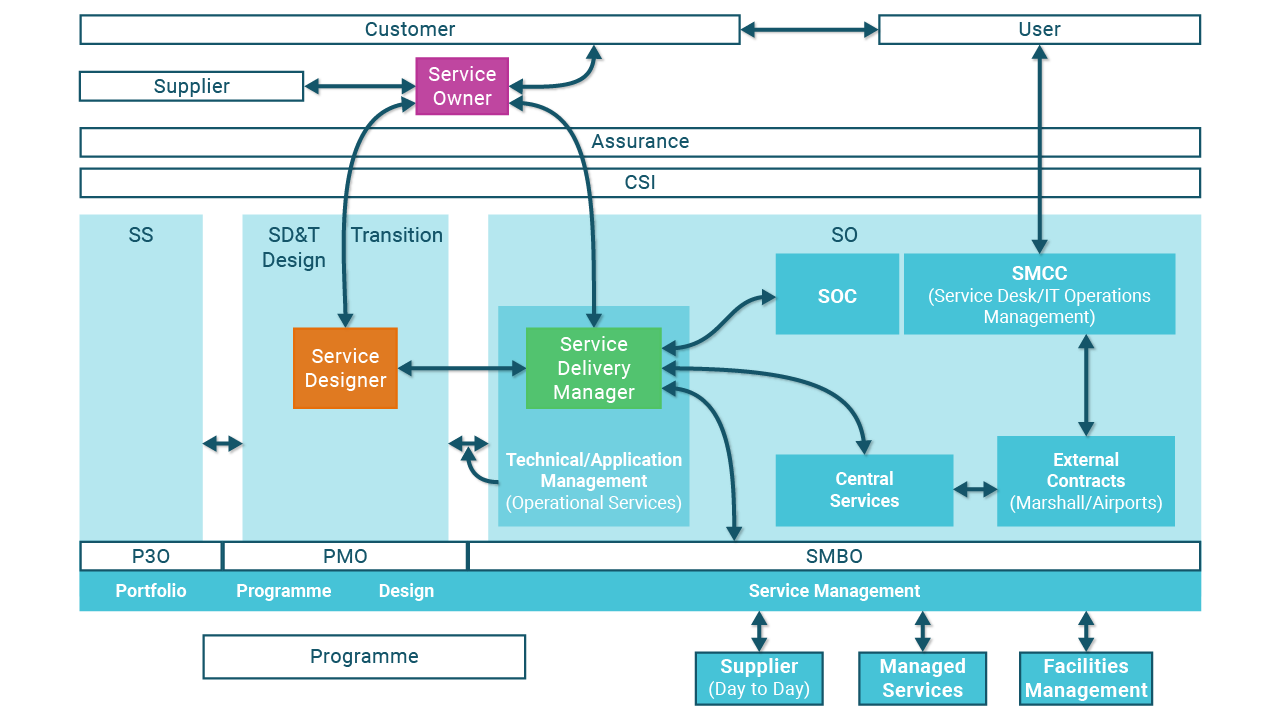 Customer
User
Supplier
Service
Owner
Assurance
CSI
SS
SD&T
Design
Transition
SO
SOC
SMCC
(Service Desk/IT Operations
Management)
Service
Designer
Service
Delivery
Manager
Technical/Application
Management
(Operational Services)
Central
Services
External
Contracts
(Marshall/Airports)
P3O
PMO
SMBO
Portfolio
Programme
Design
Service Management
Programme
Supplier
(Day to Day)
Managed
Services
Facilities
Management